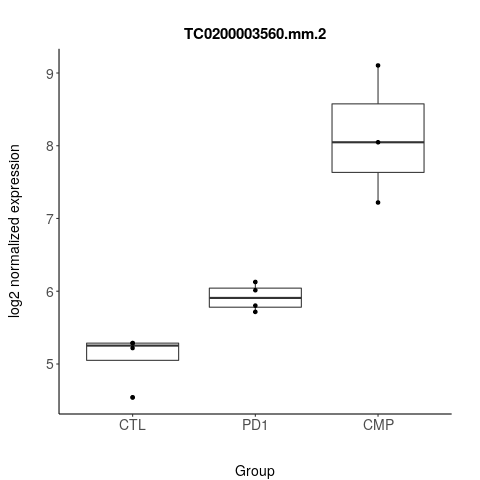 TC0200003560.mm.2
log2 normalized expression
9
8
7
6
5
CTL
PD1
CMP
Group